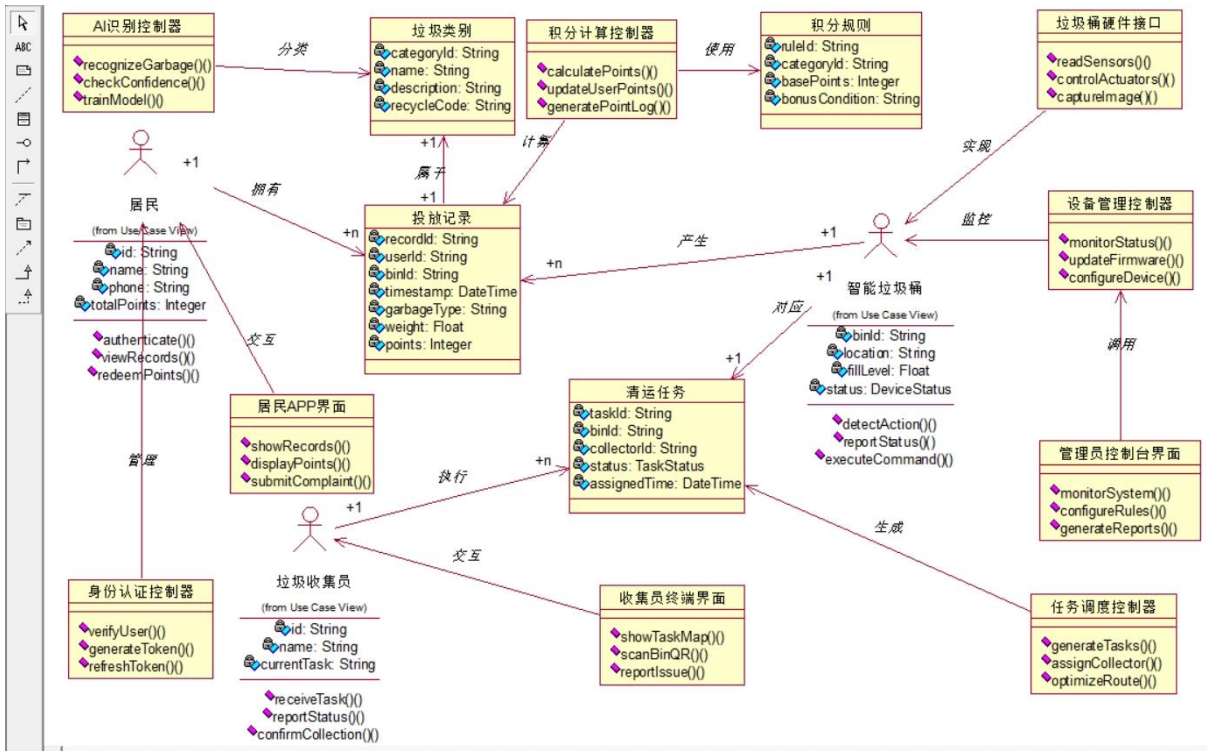 ABC
AI识别控制器
recognizeGarbage()()
checkConfidence()()
trainModel()()
分类
垃圾类别
categoryId: String
name: String
description: String
recycleCode: String
积分计算控制器
calculatePoints()()
updateUserPoints()()
generatePointLog()()
使用
积分规则
ruleId: String
categoryId: String
basePoints: Integer
bonusCondition: String
垃圾桶硬件接口
readSensors()()
controlActuators()()
captureImage()()
+1
属于
+1
计算
实现
居民
(from Use Case View)
id: String
name: String
phone: String
totalPoints: Integer
authenticate()()
viewRecords()()
redeemPoints()()
+1
拥有
+n
投放记录
recordId: String
userId: String
binId: String
timestamp: DateTime
garbageType: String
weight: Float
points: Integer
产生
+1
+n
监控
设备管理控制器
monitorStatus()()
updateFirmware()()
configureDevice()()
智能垃圾桶
(from Use Case View)
binId: String
location: String
fillLevel: Float
status: DeviceStatus
detectAction()()
reportStatus()()
executeCommand()()
+1
对应
+1
调用
交互
居民APP界面
showRecords()()
displayPoints()()
submitComplaint()()
管理
清运任务
taskId: String
binId: String
collectorId: String
status: TaskStatus
assignedTime: DateTime
管理员控制台界面
monitorSystem()()
configureRules()()
generateReports()()
+n
执行
+1
生成
交互
垃圾收集员
(from Use Case View)
id: String
name: String
currentTask: String
receiveTask()()
reportStatus()()
confirmCollection()()
身份认证控制器
verifyUser()()
generateToken()()
refreshToken()()
收集员终端界面
showTaskMap()()
scanBinQR()()
reportIssue()()
任务调度控制器
generateTasks()()
assignCollector()()
optimizeRoute()()